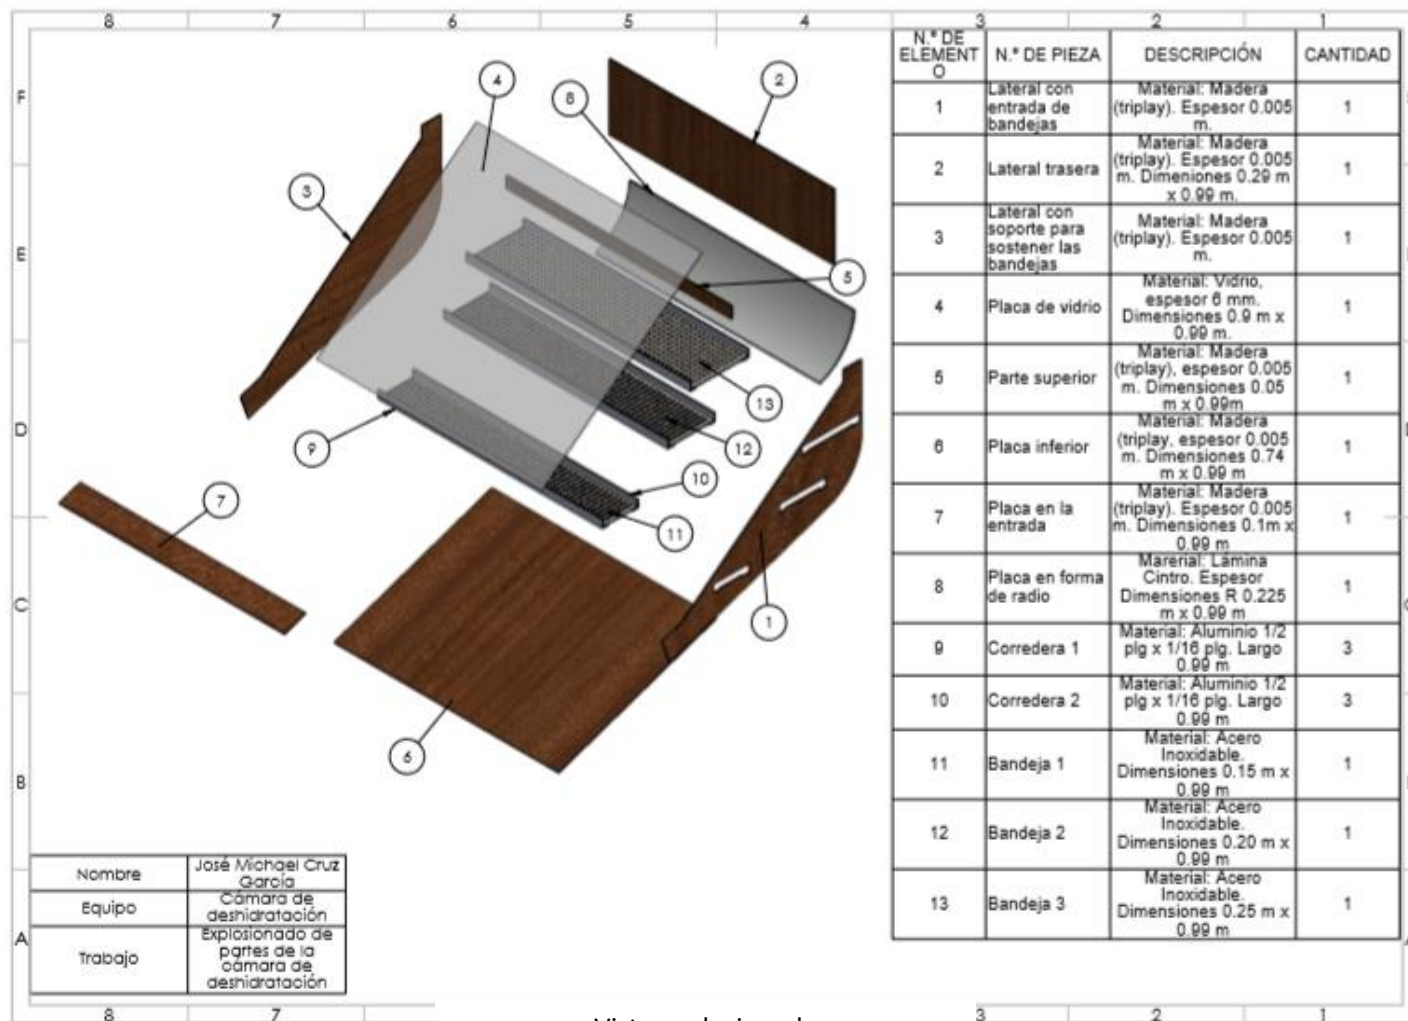 8 7 6 5 4 3 2 1
N.º DE
ELEMENT
O
N.º DE PIEZA
DESCRIPCIÓN
CANTIDAD
1
Lateral con
entrada de
bandejas
Material: Madera
(triplay). Espesor 0.005
m.
1
2
Lateral trasera
Material: Madera
(triplay). Espesor 0.005
m. Dimeniones 0.29 m
x 0.99 m.
1
3
Lateral con
soporte para
sostener las
bandejas
Material: Madera
(triplay). Espesor 0.005
m.
1
4
Placa de vidrio
Material: Vidrio,
espesor 6 mm.
Dimensiones 0.9 m x
0.99 m.
1
5
Parte superior
Material: Madera
(triplay), espesor 0.005
m. Dimensiones 0.05
m x 0.99m
1
6
Placa inferior
Material: Madera
(triplay, espesor 0.005
m. Dimensiones 0.74
m x 0.99 m
1
7
Placa en la
entrada
Material: Madera
(triplay). Espesor 0.005
m. Dimensiones 0.1m x
0.99 m
1
8
Placa en forma
de radio
Marerial: Lámina
Cintro. Espesor
Dimensiones R 0.225
m x 0.99 m
1
9
Corredera 1
Material: Aluminio 1/2
plg x 1/16 plg. Largo
0.99 m
3
10
Corredera 2
Material: Aluminio 1/2
plg x 1/16 plg. Largo
0.99 m
3
11
Bandeja 1
Material: Acero
Inoxidable.
Dimensiones 0.15 m x
0.99 m
1
12
Bandeja 2
Material: Acero
Inoxidable.
Dimensiones 0.20 m x
0.99 m
1
13
Bandeja 3
Material: Acero
Inoxidable.
Dimensiones 0.25 m x
0.99 m
1
F
E
D
C
B
A
4
8
2
3
5
13
12
9
10
11
7
1
6
Nombre
José Michael Cruz
García
Equipo
Cámara de
deshidratación
Trabajo
Explosionado de
partes de la
cámara de
deshidratación
8 7 3 2 1